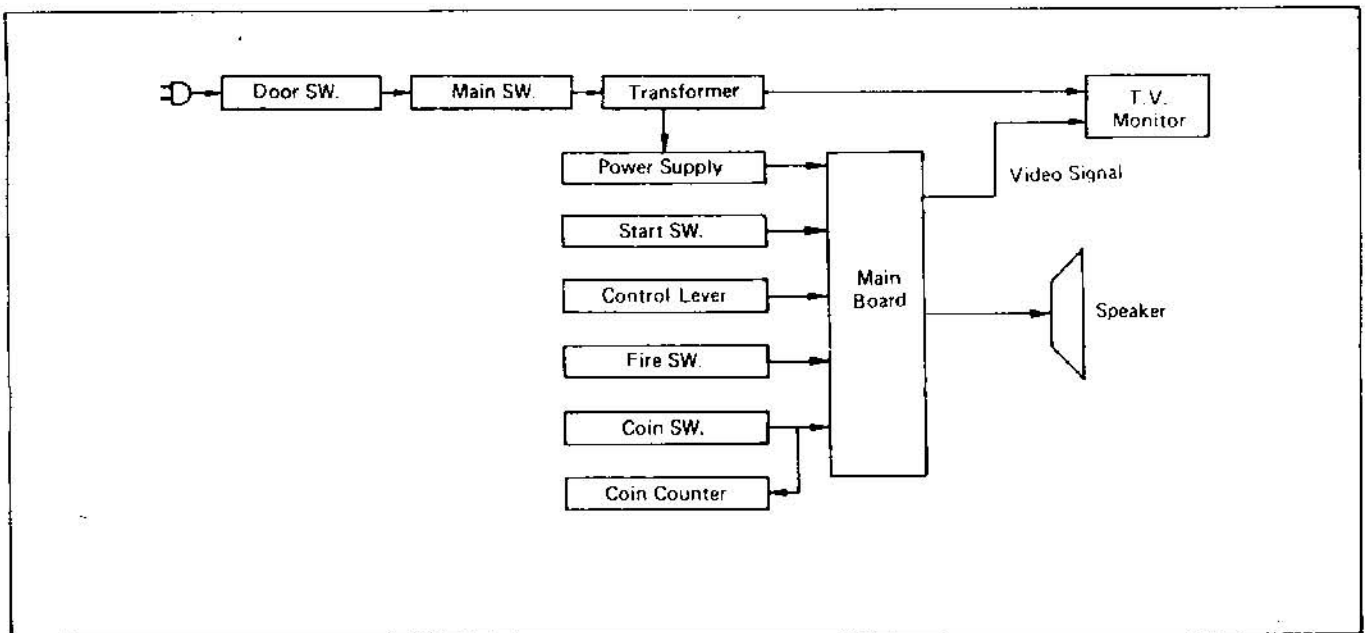 Door SW.
Main SW.
Transformer
T.V.
Monitor
Power Supply
Video Signal
Start SW.
Main
Board
Control Lever
Speaker
Fire SW.
Coin SW.
Coin Counter